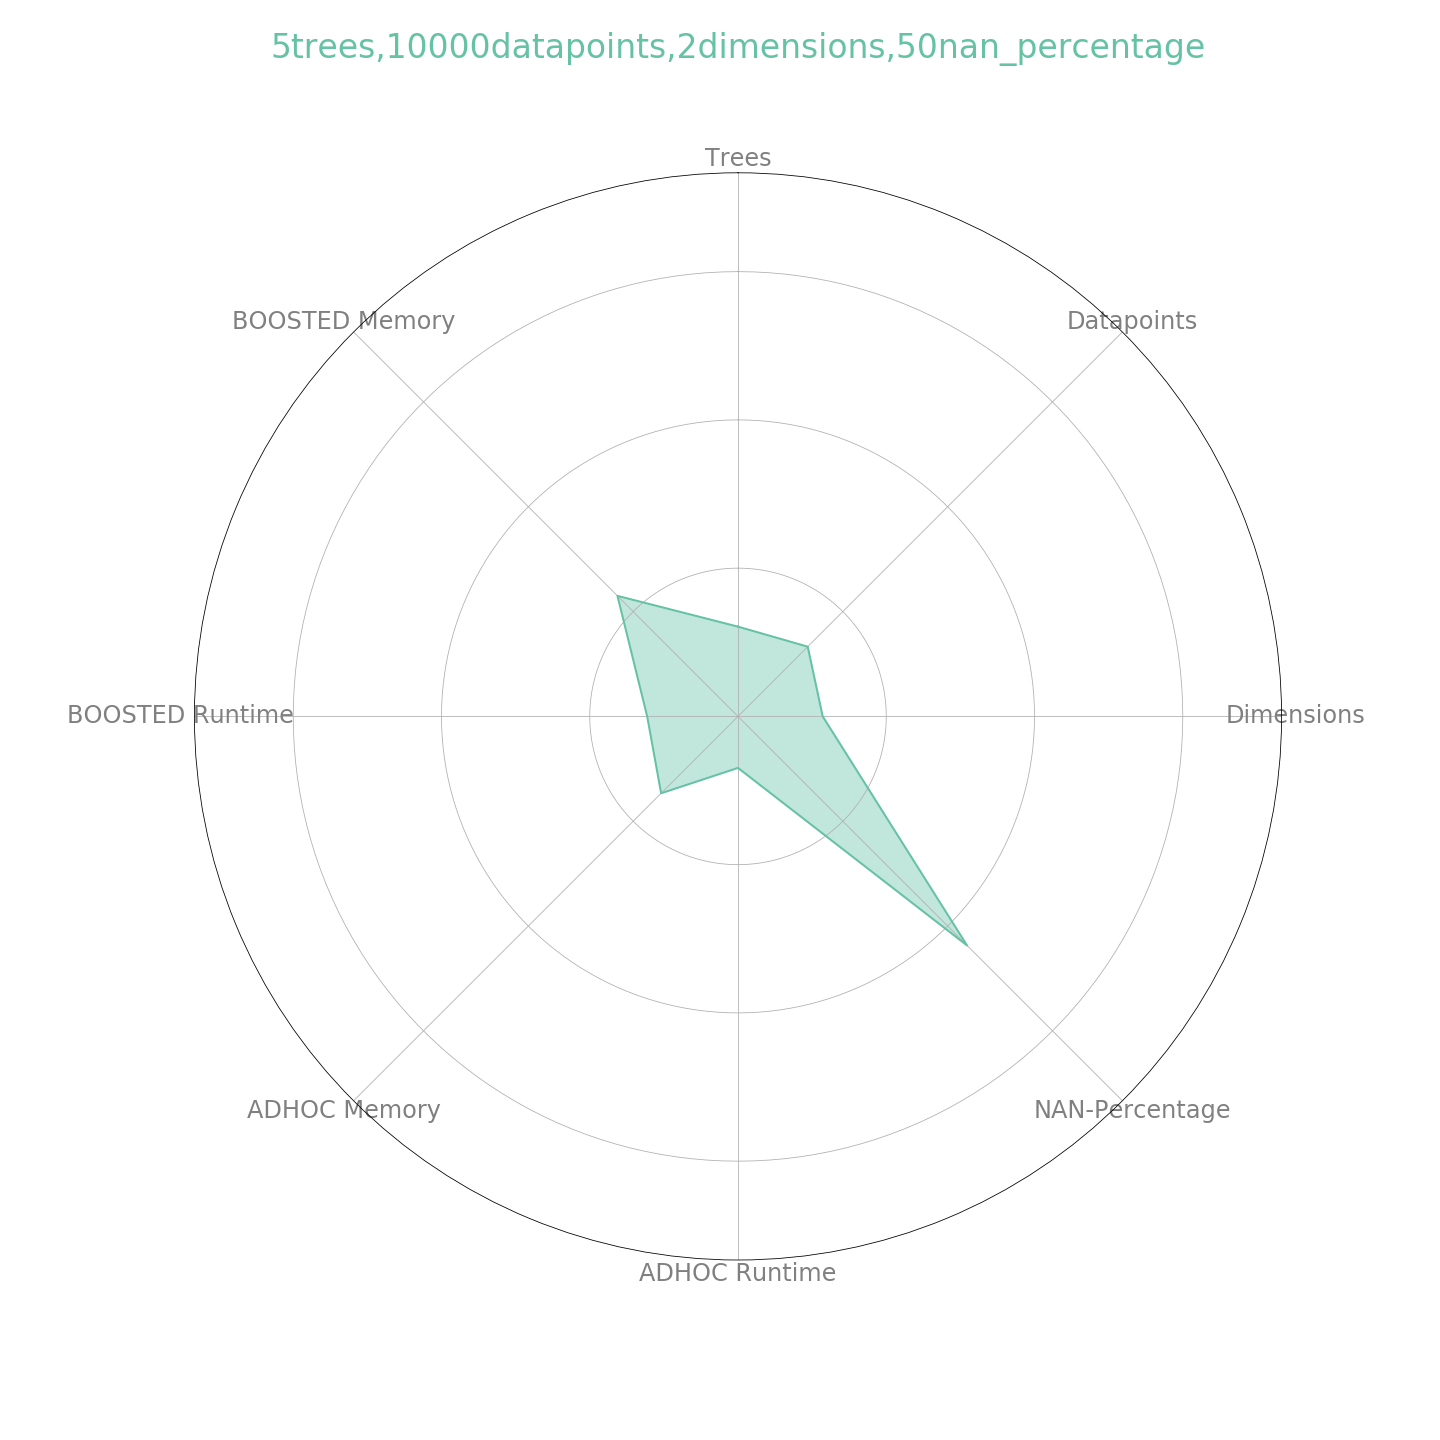 5trees,10000datapoints,2dimensions,50nan_percentage
Trees
BOOSTED Memory
Datapoints
BOOSTED Runtime
Dimensions
ADHOC Memory
NAN-Percentage
ADHOC Runtime